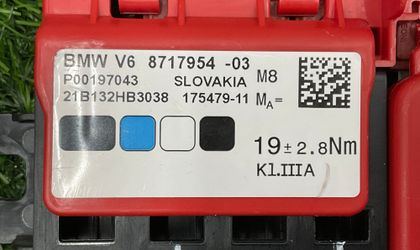 BMW V6 8717954 -03
P00197043 SLOVAKIA M8
21B132HB3038 175479-11 MA=
19±2.8Nm
Kl.IIIA